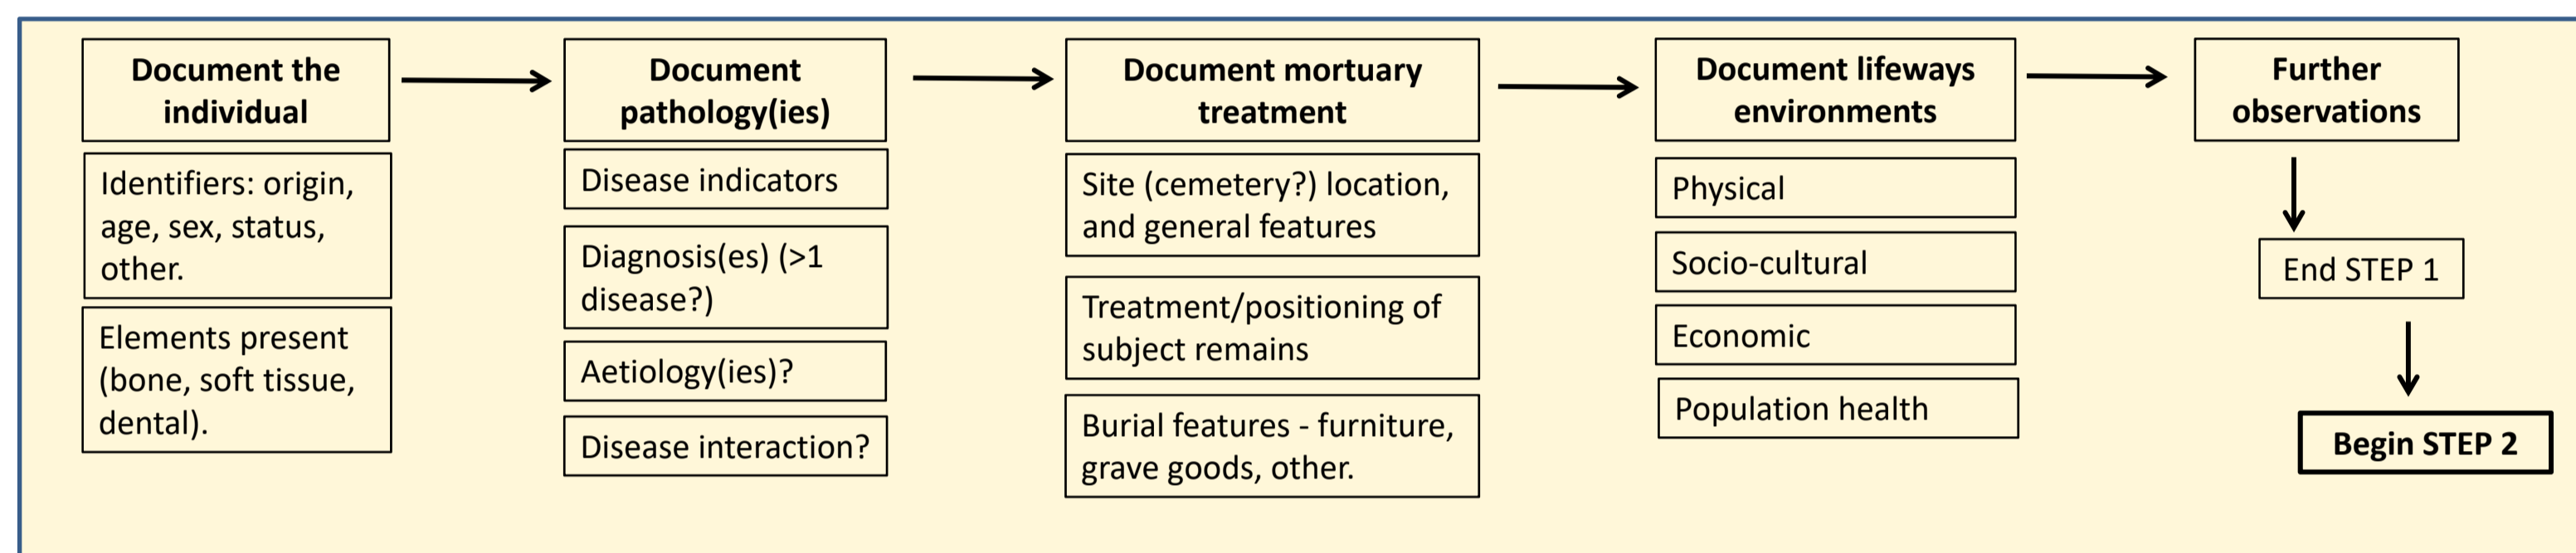 Document the
individual
Identifiers: origin,
age, sex, status,
other.
Elements present
(bone, soft tissue,
dental).
Document
pathology(ies)
Disease indicators
Diagnosis(es) (>1
disease?)
Aetiology(ies)?
Disease interaction?
Document mortuary
treatment
Site (cemetery?) location,
and general features
Treatment/positioning of
subject remains
Burial features - furniture,
grave goods, other.
Document lifeways
environments
Physical
Socio-cultural
Economic
Population health
Further
observations
End STEP 1
Begin STEP 2